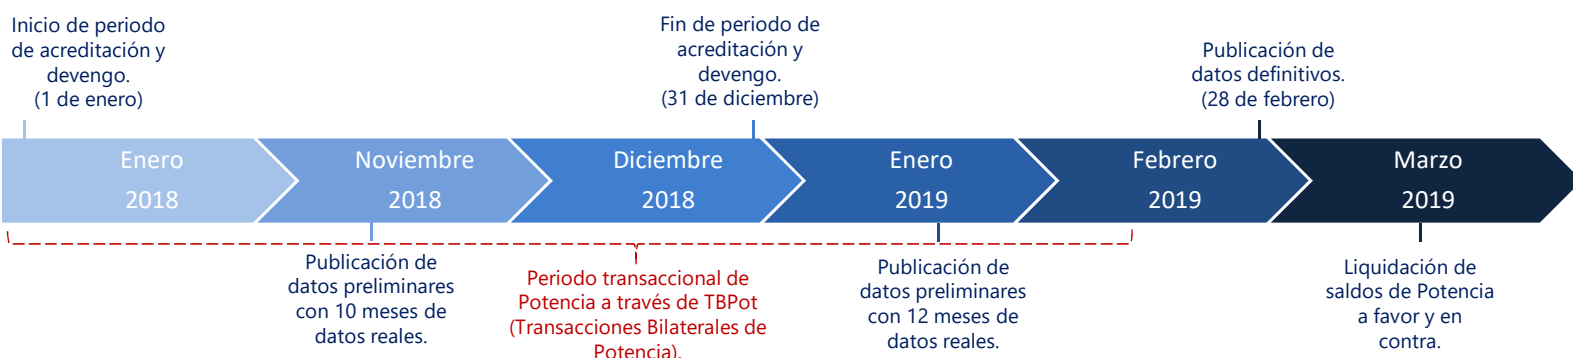 Inicio de periodo
de acreditación y
devengo.
(1 de enero)
Fin de periodo de
acreditación y
devengo.
(31 de diciembre)
Publicación de
datos definitivos.
(28 de febrero)
Enero
2018
Noviembre
2018
Diciembre
2018
Enero
2019
Febrero
2019
Marzo
2019
Publicación de
datos preliminares
con 10 meses de
datos reales.
Periodo transaccional de
Potencia a través de TBPot
(Transacciones Bilaterales de
Potencia).
Publicación de
datos preliminares
con 12 meses de
datos reales.
Liquidación de
saldos de Potencia
a favor y en
contra.